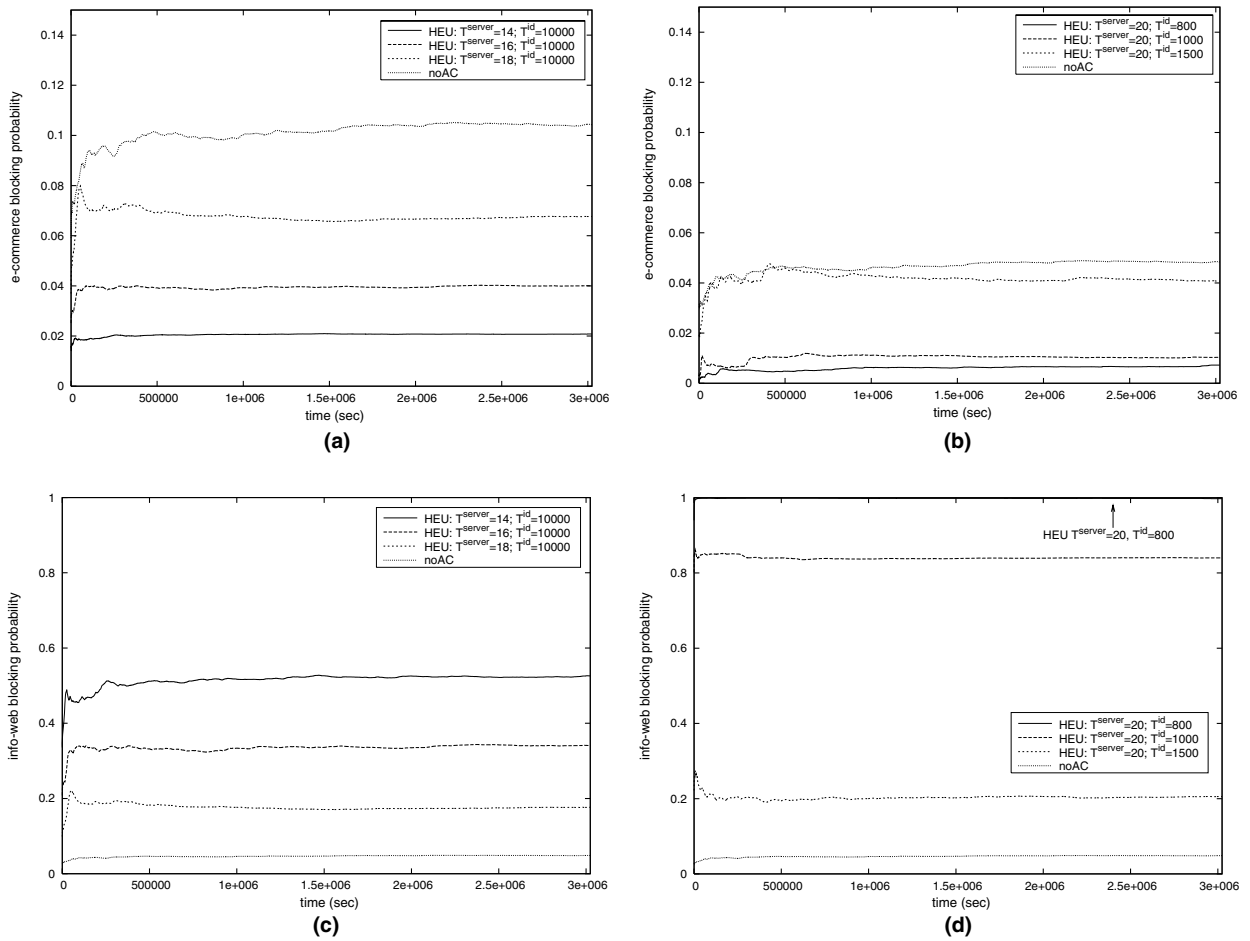 0.14
0.12
0.1
0.08
0.06
0.04
0.02
0
e-commerce blocking probability
HEU: T^server=14; T^id=10000
HEU: T^server=16; T^id=10000
HEU: T^server=18; T^id=10000
noAC
0 500000 1e+006 1.5e+006 2e+006 2.5e+006 3e+006
time (sec)
(a)
0.14
0.12
0.1
0.08
0.06
0.04
0.02
0
e-commerce blocking probability
HEU: T^server=20; T^id=800
HEU: T^server=20; T^id=1000
HEU: T^server=20; T^id=1500
noAC
0 500000 1e+006 1.5e+006 2e+006 2.5e+006 3e+006
time (sec)
(b)
1
0.8
0.6
0.4
0.2
0
info-web blocking probability
HEU: T^server=14; T^id=10000
HEU: T^server=16; T^id=10000
HEU: T^server=18; T^id=10000
noAC
0 500000 1e+006 1.5e+006 2e+006 2.5e+006 3e+006
time (sec)
(c)
1
0.8
0.6
0.4
0.2
0
info-web blocking probability
HEU T^server=20, T^id=800
HEU: T^server=20; T^id=800
HEU: T^server=20; T^id=1000
HEU: T^server=20; T^id=1500
noAC
0 500000 1e+006 1.5e+006 2e+006 2.5e+006 3e+006
time (sec)
(d)